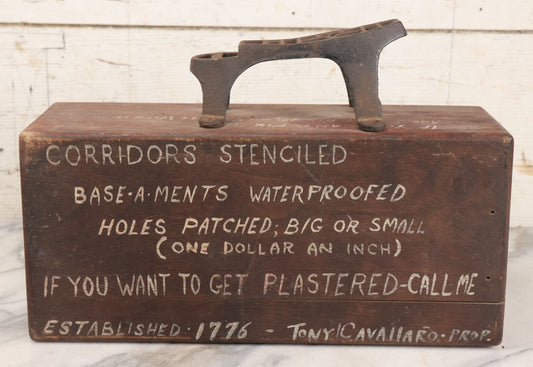 CORRIDORS STENCILED
BASE·A·MENTS WATERPROOFED
HOLES PATCHED; BIG OR SMALL
(ONE DOLLAR AN INCH)
IF YOU WANT TO GET PLASTERED-CALL ME
ESTABLISHED·1776 - TONY CAVALLARO·PROP.